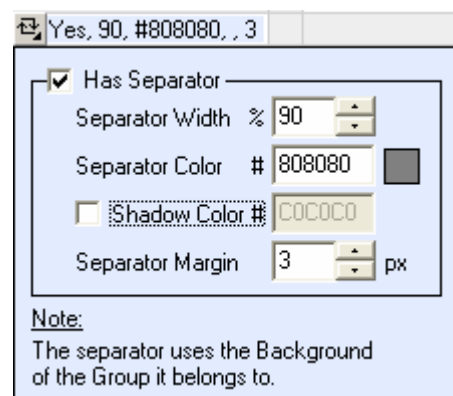 Yes, 90, #808080, , 3
Has Separator
Separator Width % 90
Separator Color # 808080
Shadow Color # C0C0C0
Separator Margin 3 px
Note:
The separator uses the Background
of the Group it belongs to.